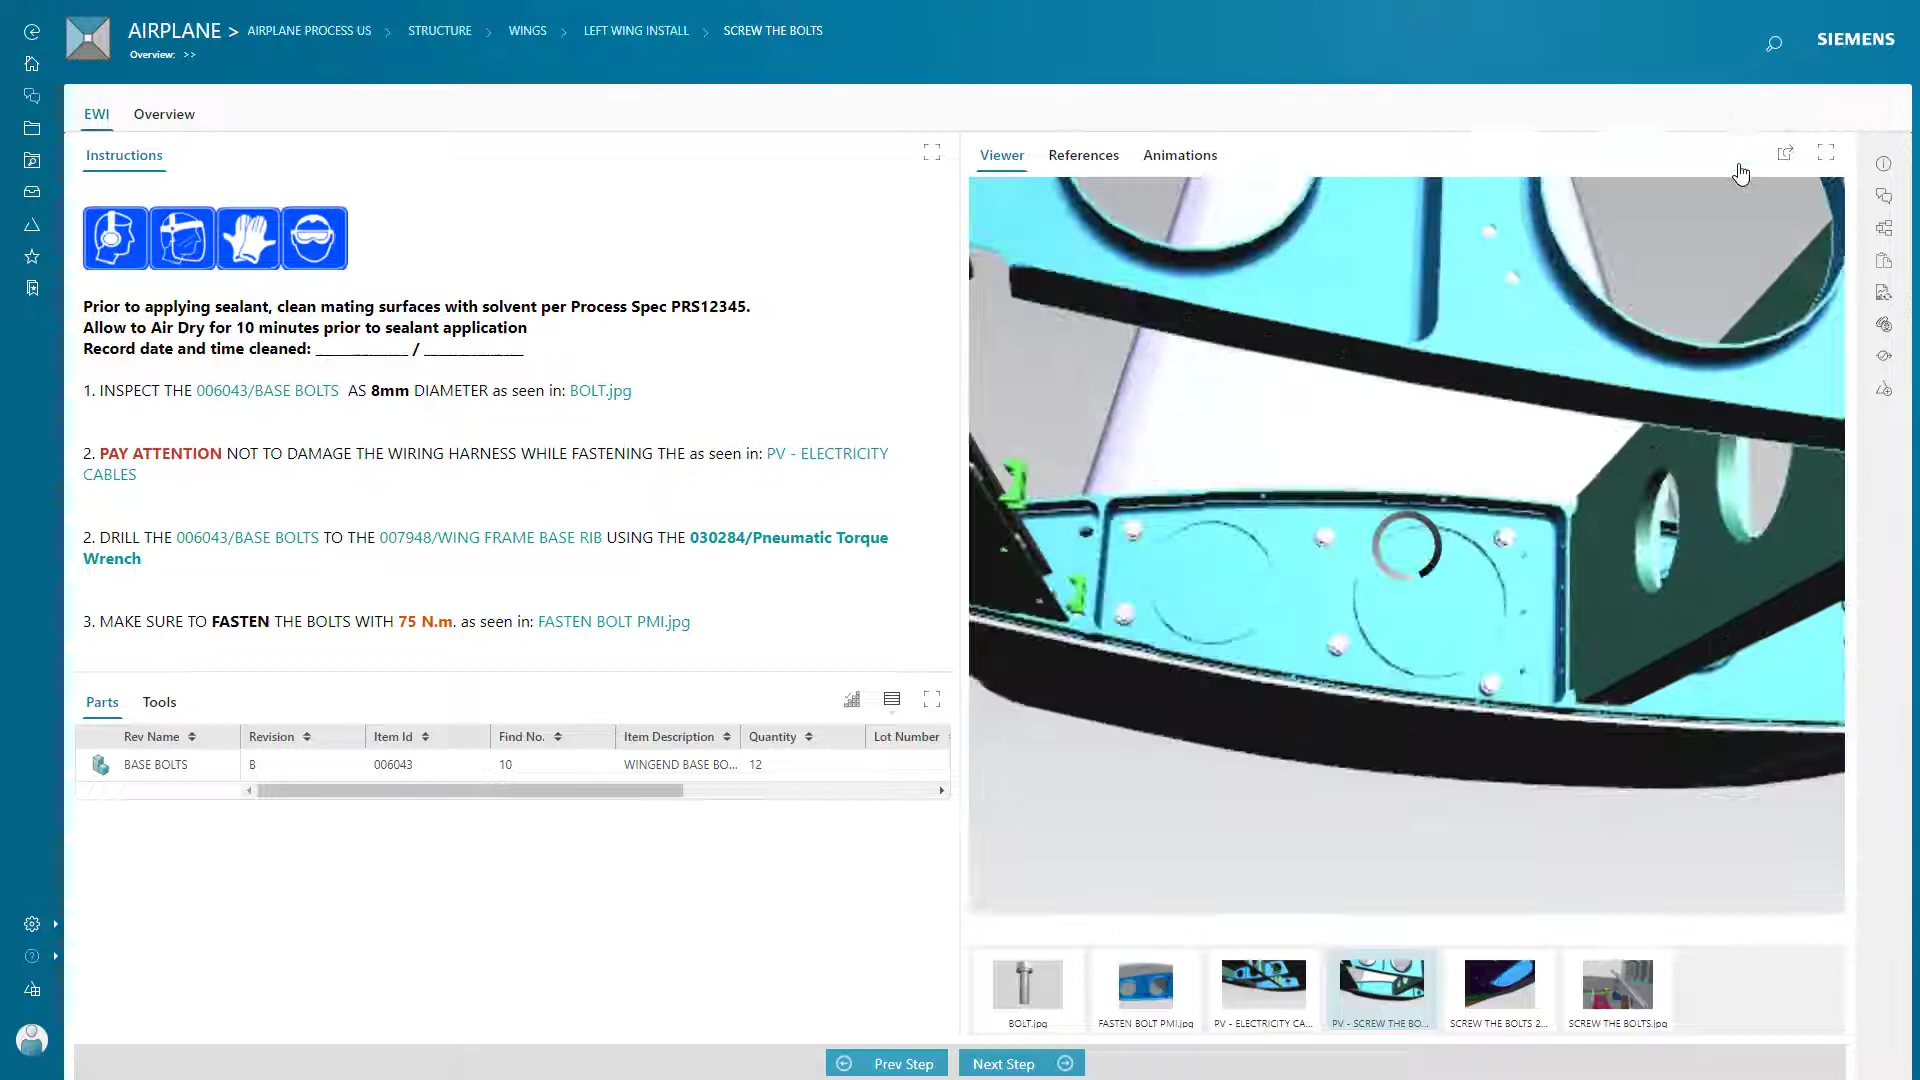 AIRPLANE > AIRPLANE PROCESS US > STRUCTURE > WINGS > LEFT WING INSTALL > SCREW THE BOLTS
Overview: >>
SIEMENS
EWI Overview
Instructions
Prior to applying sealant, clean mating surfaces with solvent per Process Spec PRS12345.
Allow to Air Dry for 10 minutes prior to sealant application
Record date and time cleaned: _____________ / ______________
1. INSPECT THE 006043/BASE BOLTS AS 8mm DIAMETER as seen in: BOLT.jpg
2. PAY ATTENTION NOT TO DAMAGE THE WIRING HARNESS WHILE FASTENING THE as seen in: PV - ELECTRICITY
CABLES
2. DRILL THE 006043/BASE BOLTS TO THE 007948/WING FRAME BASE RIB USING THE 030284/Pneumatic Torque
Wrench
3. MAKE SURE TO FASTEN THE BOLTS WITH 75 N.m. as seen in: FASTEN BOLT PMI.jpg
Parts Tools
Rev Name Revision Item Id Find No. Item Description Quantity Lot Number
BASE BOLTS B 006043 10 WINGEND BASE BO... 12
Viewer References Animations
BOLT.jpg FASTEN BOLT PMI.jpg PV - ELECTRICITY CA... PV - SCREW THE BO... SCREW THE BOLTS 2... SCREW THE BOLTS.jpg
Prev Step Next Step